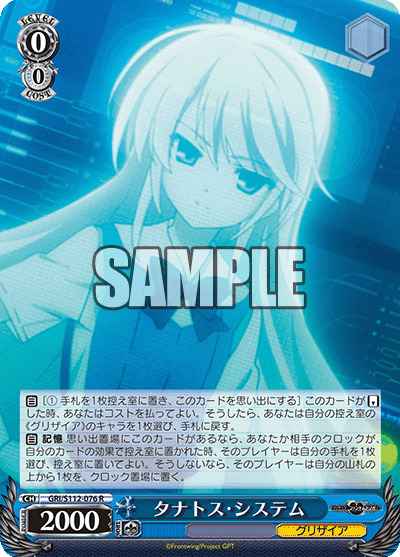 LEVEL
0
0
COST
SAMPLE
自 [① 手札を1枚控え室に置き、このカードを思い出にする] このカードが
した時、あなたはコストを払ってよい。そうしたら、あなたは自分の控え室の
《グリザイア》のキャラを1枚選び、手札に戻す。
自 記憶 思い出置場にこのカードがあるなら、あなたか相手のクロックが、
自分のカードの効果で控え室に置かれた時、そのプレイヤーは自分の手札を1枚
選び、控え室に置いてよい。そうしないなら、そのプレイヤーは自分の山札の
上から1枚を、クロック置場に置く。
CH GRI/S112-076 R
2000
タナトス・システム
グリザイア
©Frontwing/Project GPT